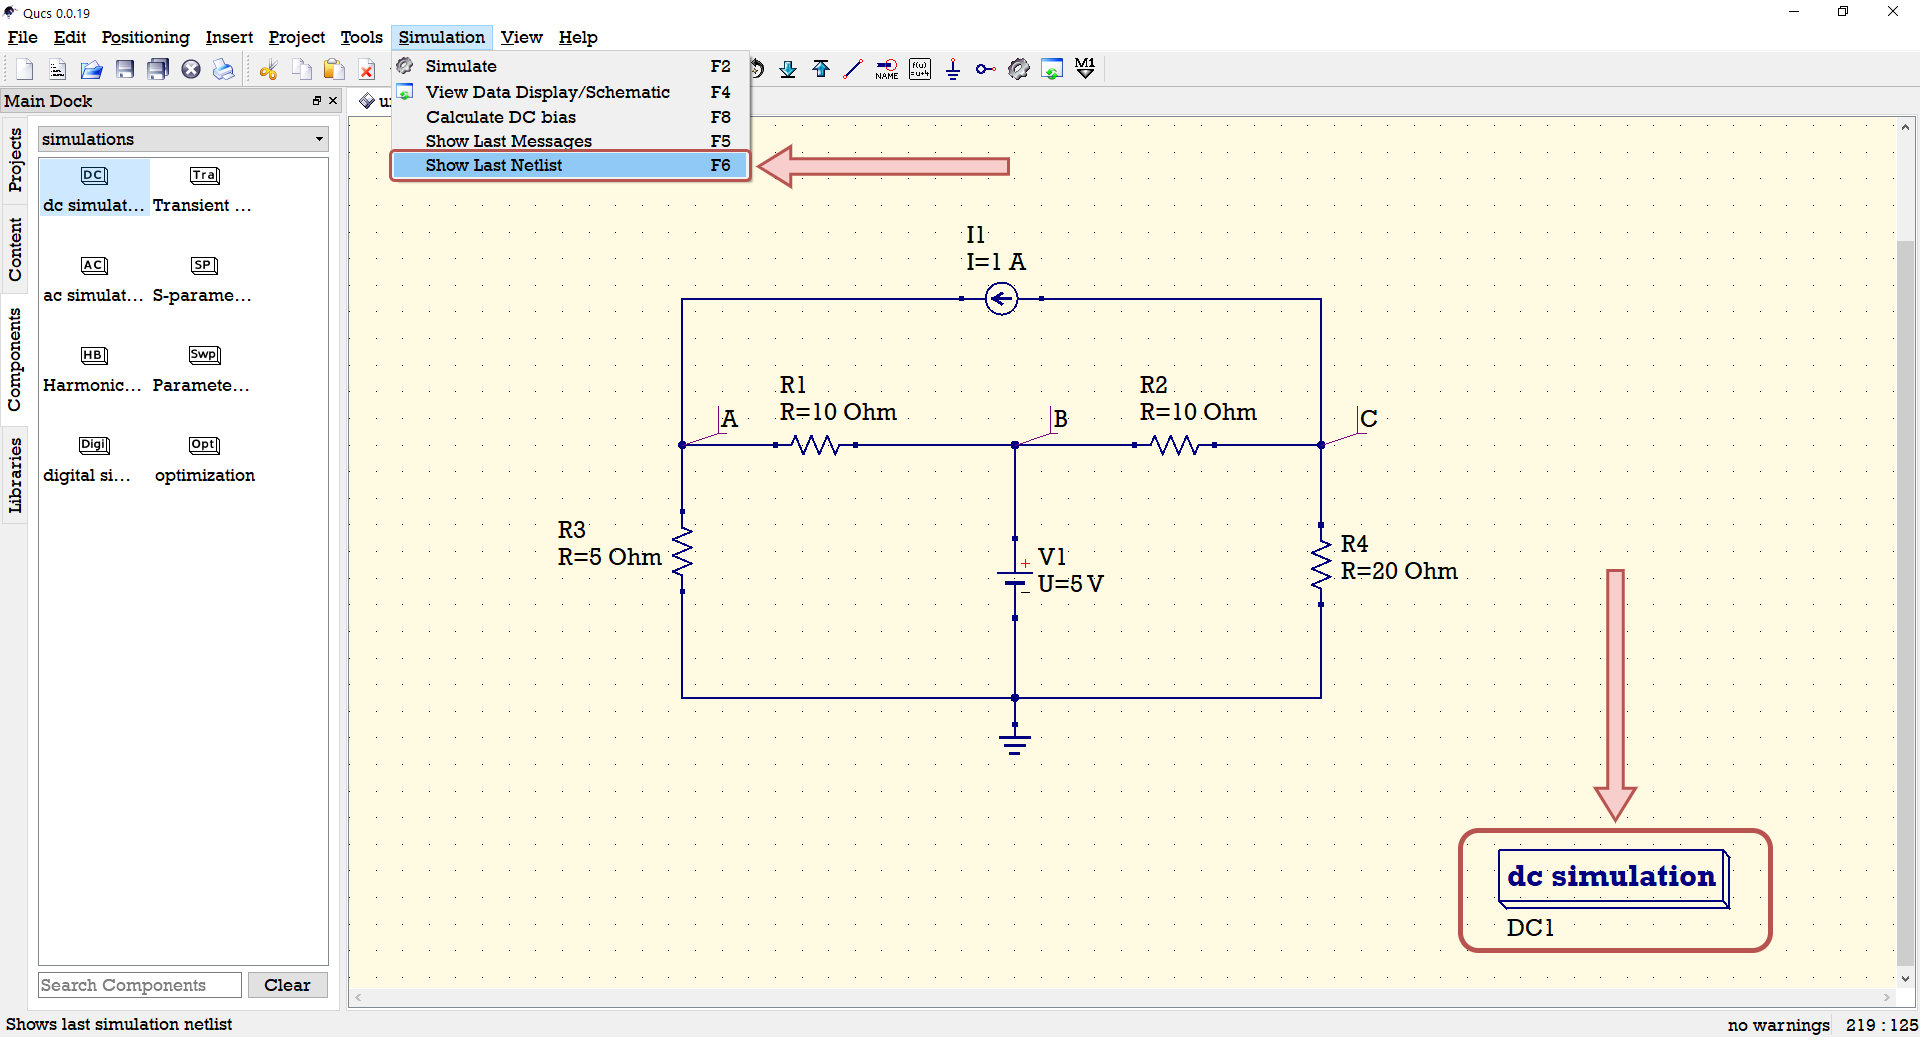 Qucs 0.0.19
File Edit Positioning Insert Project Tools Simulation View Help
NAME
f(u)
=u+4
M1
Simulate F2
View Data Display/Schematic F4
Calculate DC bias F8
Show Last Messages F5
Show Last Netlist F6
Main Dock
Projects
Content
Components
Libraries
simulations
DC
dc simulat...
Tra
Transient ...
AC
ac simulat...
SP
S-parame...
HB
Harmonic...
Swp
Paramete...
Digi
digital si...
Opt
optimization
Search Components
Clear
I1
I=1 A
R1
R=10 Ohm
R2
R=10 Ohm
A
B
C
R3
R=5 Ohm
+
V1
U=5 V
−
R4
R=20 Ohm
dc simulation
DC1
Shows last simulation netlist
no warnings
219 : 125